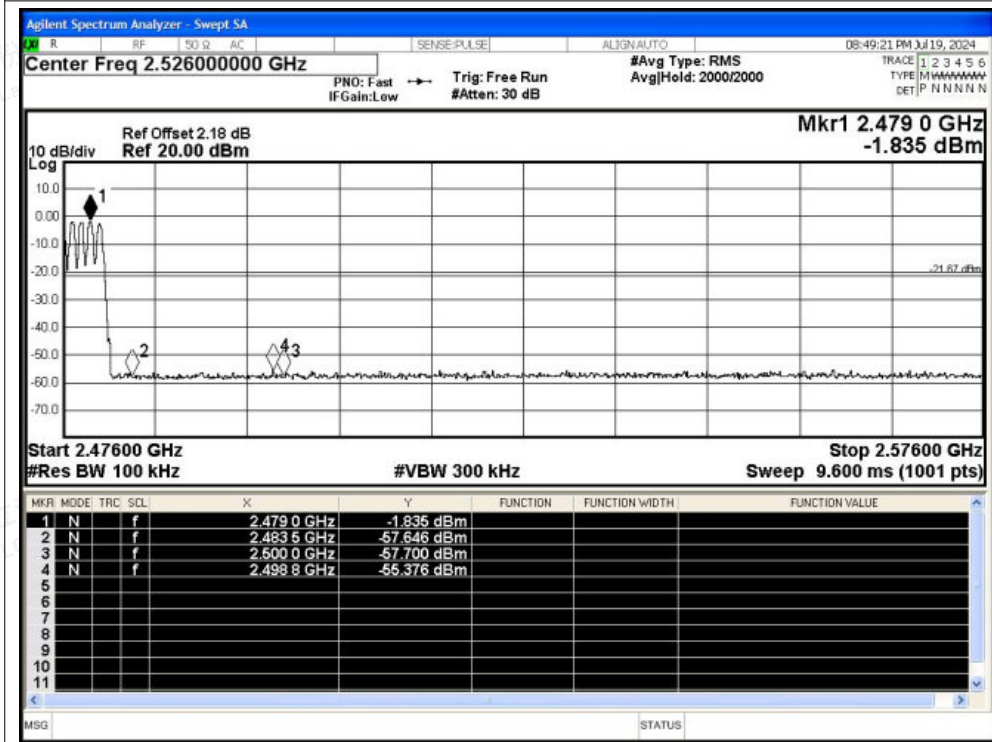 Agilent Spectrum Analyzer - Swept SA
LXI R RF 50 Ω AC SENSE:PULSE ALIGN AUTO 08:49:21 PM Jul 19, 2024
Center Freq 2.526000000 GHz
PNO: Fast
IFGain:Low
Trig: Free Run
#Atten: 30 dB
#Avg Type: RMS
Avg|Hold: 2000/2000
TRACE 1 2 3 4 5 6
TYPE M
DET P N N N N N
Mkr1 2.479 0 GHz
-1.835 dBm
Ref Offset 2.18 dB
10 dB/div Ref 20.00 dBm
Log
10.0
1
0.00
-10.0
-20.0
-21.67 dBm
-30.0
-40.0
-50.0
2 4 3
-60.0
-70.0
Start 2.47600 GHz Stop 2.57600 GHz
#Res BW 100 kHz #VBW 300 kHz Sweep 9.600 ms (1001 pts)
MKR MODE TRC SCL X Y FUNCTION FUNCTION WIDTH FUNCTION VALUE
1 N f 2.479 0 GHz -1.835 dBm
2 N f 2.483 5 GHz -57.646 dBm
3 N f 2.500 0 GHz -57.700 dBm
4 N f 2.498 8 GHz -55.376 dBm
5
6
7
8
9
10
11
MSG STATUS